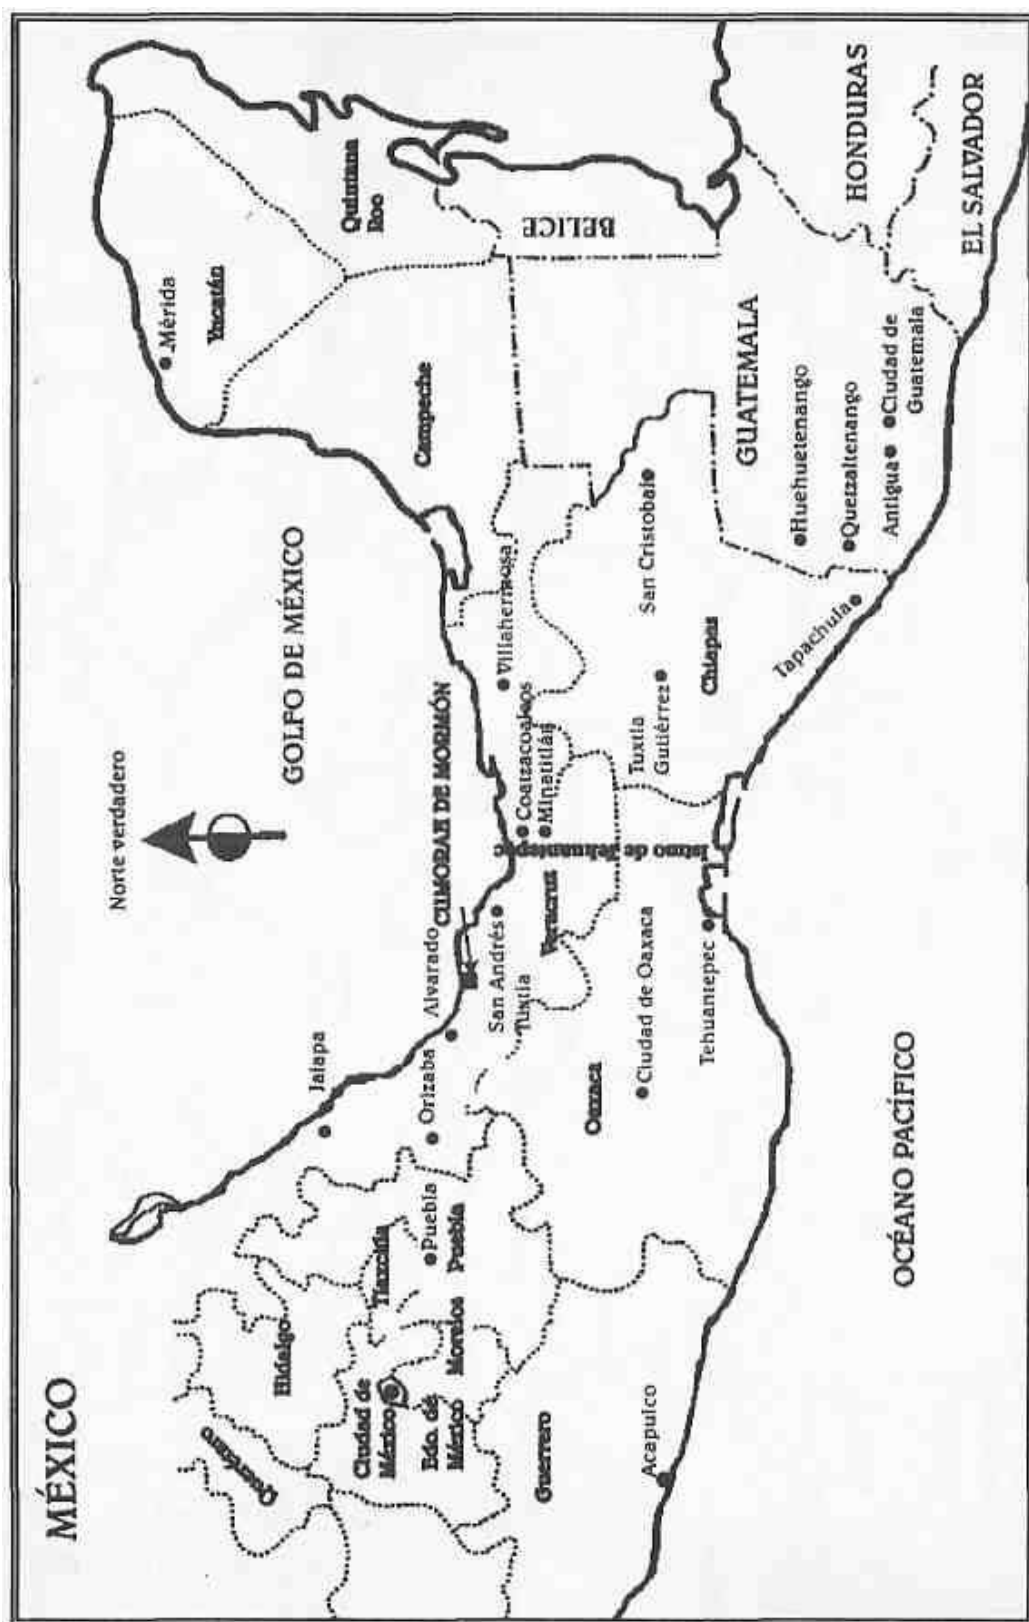 MÉXICO
Norte verdadero
GOLFO DE MÉXICO
OCÉANO PACÍFICO
Querétaro
Hidalgo
Ciudad de
México
Edo. de
México
Morelos
Tlaxcala
Puebla
Puebla
Guerrero
Acapulco
Jalapa
Orizaba
Alvarado
CUMORAH DE MORMÓN
San Andrés
Tuxtla
Veracruz
Oaxaca
Ciudad de Oaxaca
Tehuantepec
Istmo de Tehuantepec
Coatzacoalcos
Minatitlán
Villahermosa
Tuxtla
Gutiérrez
San Cristobal
Chiapas
Tapachula
Campeche
Mérida
Yucatán
Quintana
Roo
BELICE
GUATEMALA
Huehuetenango
Quetzaltenango
Antigua
Ciudad de
Guatemala
HONDURAS
EL SALVADOR